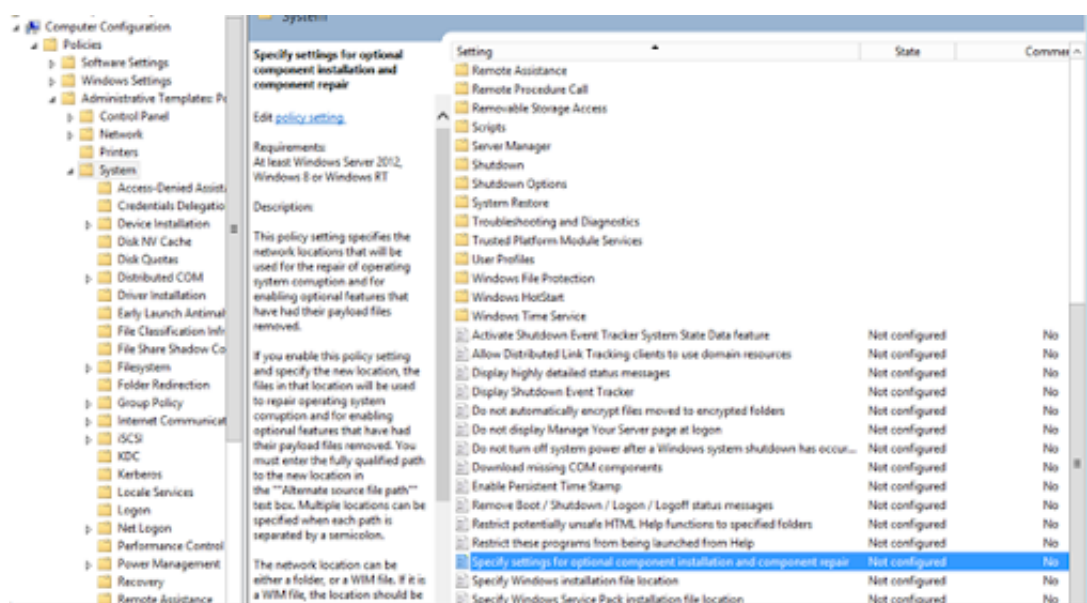 Computer Configuration
Policies
Software Settings
Windows Settings
Administrative Templates: Po
Control Panel
Network
Printers
System
Access-Denied Assist
Credentials Delegatio
Device Installation
Disk NV Cache
Disk Quotas
Distributed COM
Driver Installation
Early Launch Antimal
File Classification Infr
File Share Shadow Co
Filesystem
Folder Redirection
Group Policy
Internet Communicat
iSCSI
KDC
Kerberos
Locale Services
Logon
Net Logon
Performance Control
Power Management
Recovery
Remote Assistance
System
Specify settings for optional
component installation and
component repair
Edit policy setting
Requirements:
At least Windows Server 2012,
Windows 8 or Windows RT
Description:
This policy setting specifies the
network locations that will be
used for the repair of operating
system corruption and for
enabling optional features that
have had their payload files
removed.
If you enable this policy setting
and specify the new location, the
files in that location will be used
to repair operating system
corruption and for enabling
optional features that have had
their payload files removed. You
must enter the fully qualified path
to the new location in
the ""Alternate source file path""
text box. Multiple locations can be
specified when each path is
separated by a semicolon.
The network location can be
either a folder, or a WIM file. If it is
a WIM file, the location should be
Setting State Commen
Remote Assistance
Remote Procedure Call
Removable Storage Access
Scripts
Server Manager
Shutdown
Shutdown Options
System Restore
Troubleshooting and Diagnostics
Trusted Platform Module Services
User Profiles
Windows File Protection
Windows HotStart
Windows Time Service
Activate Shutdown Event Tracker System State Data feature Not configured No
Allow Distributed Link Tracking clients to use domain resources Not configured No
Display highly detailed status messages Not configured No
Display Shutdown Event Tracker Not configured No
Do not automatically encrypt files moved to encrypted folders Not configured No
Do not display Manage Your Server page at logon Not configured No
Do not turn off system power after a Windows system shutdown has occur... Not configured No
Download missing COM components Not configured No
Enable Persistent Time Stamp Not configured No
Remove Boot / Shutdown / Logon / Logoff status messages Not configured No
Restrict potentially unsafe HTML Help functions to specified folders Not configured No
Restrict these programs from being launched from Help Not configured No
Specify settings for optional component installation and component repair Not configured No
Specify Windows installation file location Not configured No
Specify Windows Service Pack installation file location Not configured No